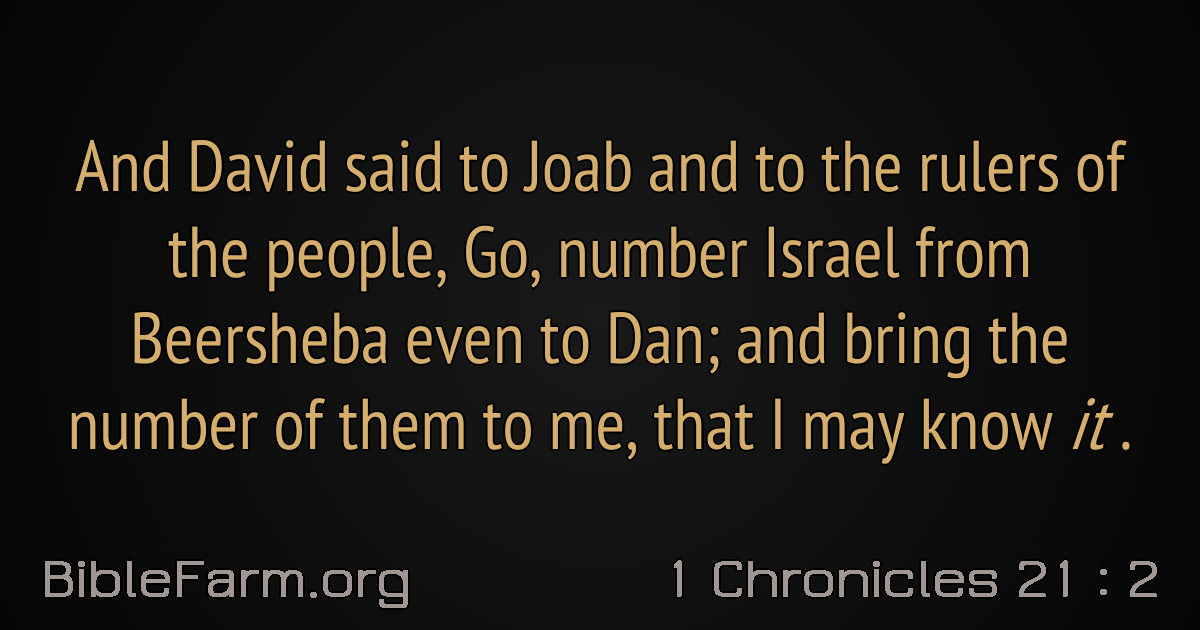 And David said to Joab and to the rulers of
the people, Go, number Israel from
Beersheba even to Dan; and bring the
number of them to me, that I may know it .
BibleFarm.org
1 Chronicles 21 : 2